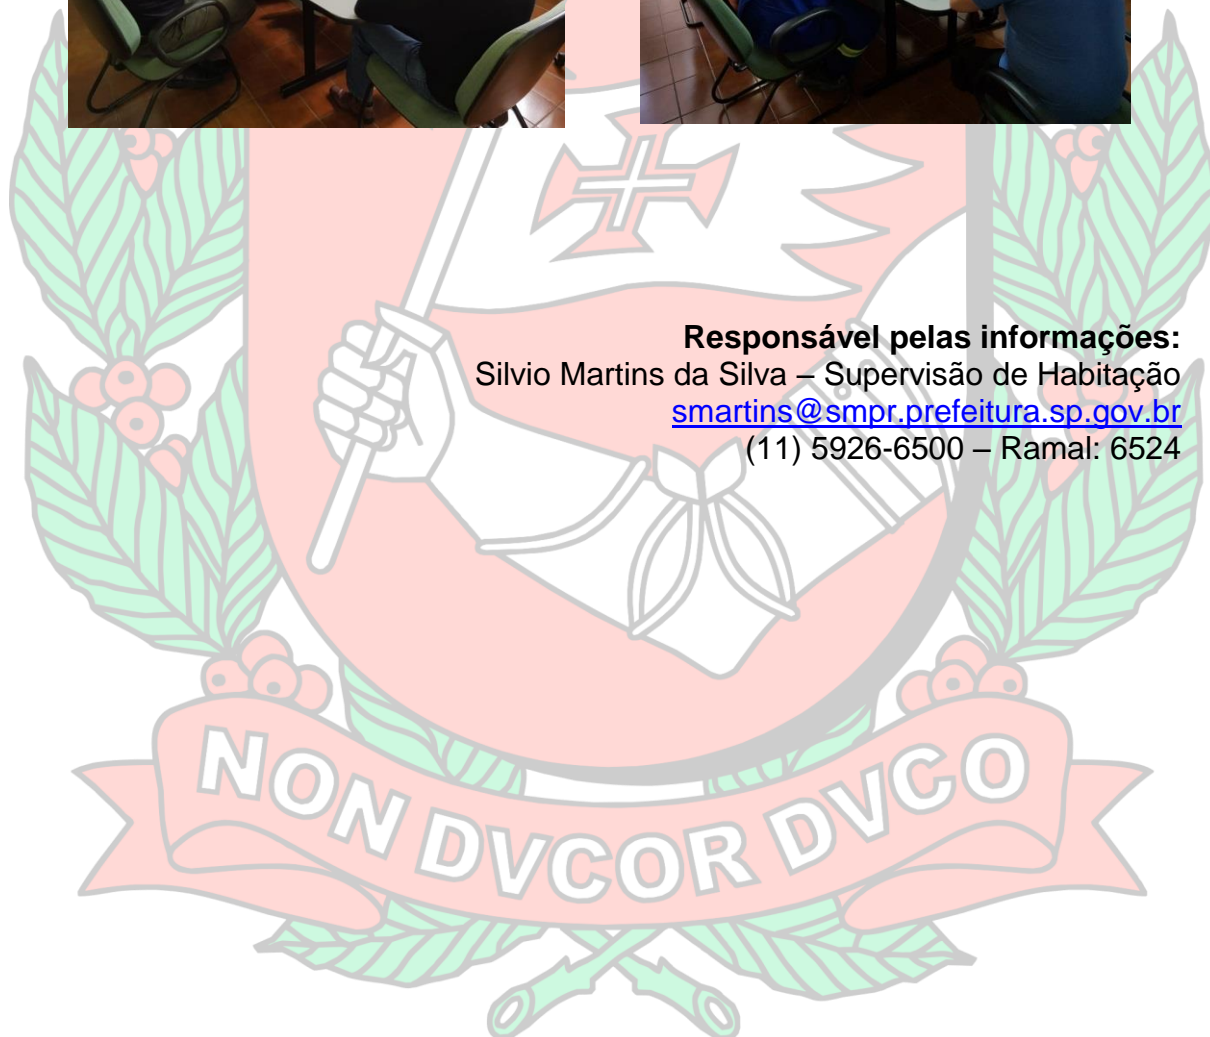 Responsável pelas informações:
Silvio Martins da Silva – Supervisão de Habitação
smartins@smpr.prefeitura.sp.gov.br
(11) 5926-6500 – Ramal: 6524
NON DVCOR DVCO